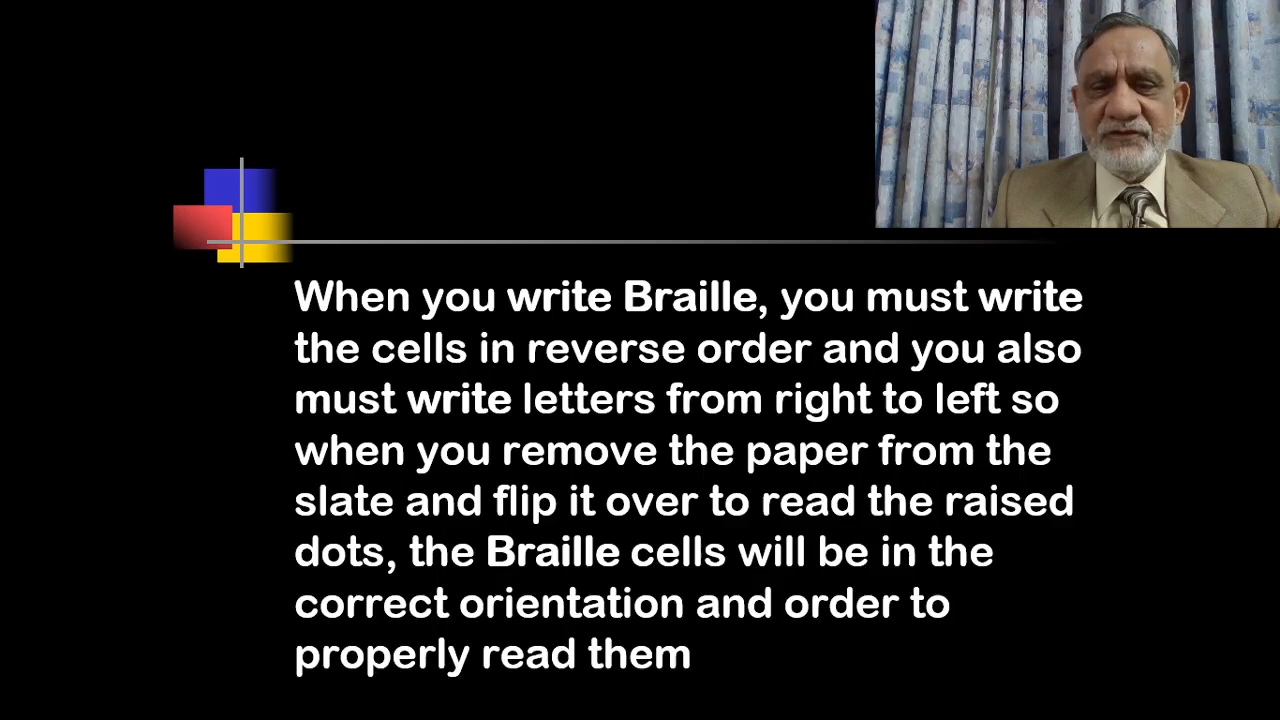 When you write Braille, you must write
the cells in reverse order and you also
must write letters from right to left so
when you remove the paper from the
slate and flip it over to read the raised
dots, the Braille cells will be in the
correct orientation and order to
properly read them